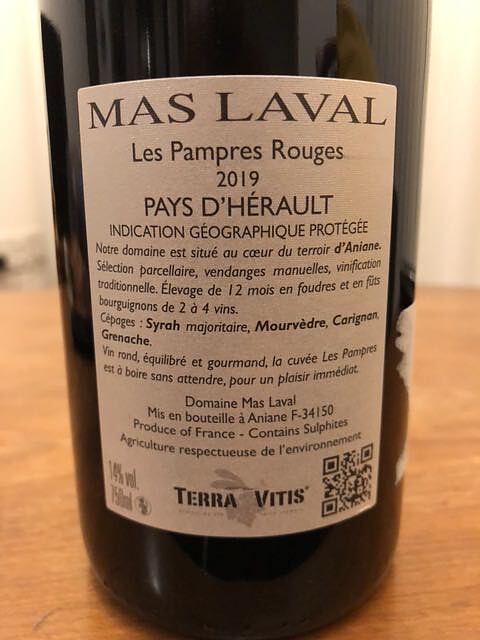 MAS LAVAL
Les Pampres Rouges
2019
PAYS D'HÉRAULT
INDICATION GÉOGRAPHIQUE PROTÉGÉE
Notre domaine est situé au cœur du terroir d'Aniane.
Sélection parcellaire, vendanges manuelles, vinification
traditionnelle. Élevage de 12 mois en foudres et en fûts
bourguignons de 2 à 4 vins.
Cépages : Syrah majoritaire, Mourvèdre, Carignan,
Grenache.
Vin rond, équilibré et gourmand, la cuvée Les Pampres
est à boire sans attendre, pour un plaisir immédiat.
Domaine Mas Laval
Mis en bouteille à Aniane F-34150
Produce of France - Contains Sulphites
Agriculture respectueuse de l'environnement
14% vol.
750ml
TERRA VITIS